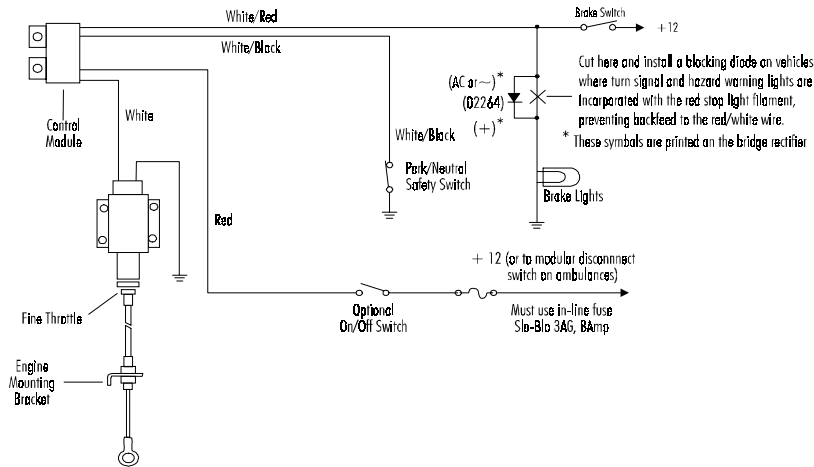 White/Red
Brake Switch
+12
White/Black
Cut here and install a blocking diode on vehicles
where turn signal and hazard warning lights are
incorporated with the red stop light filament,
preventing backfeed to the red/white wire.
* These symbols are printed on the bridge rectifier
(AC or ~)*
(D2264)
(+)*
Control
Module
White
White/Black
Park/Neutral
Safety Switch
Brake Lights
Red
+ 12 (or to modular disconnnect
switch on ambulances)
Optional
On/Off Switch
Must use in-line fuse
Slo-Blo 3AG, 8Amp
Fine Throttle
Engine
Mounting
Bracket